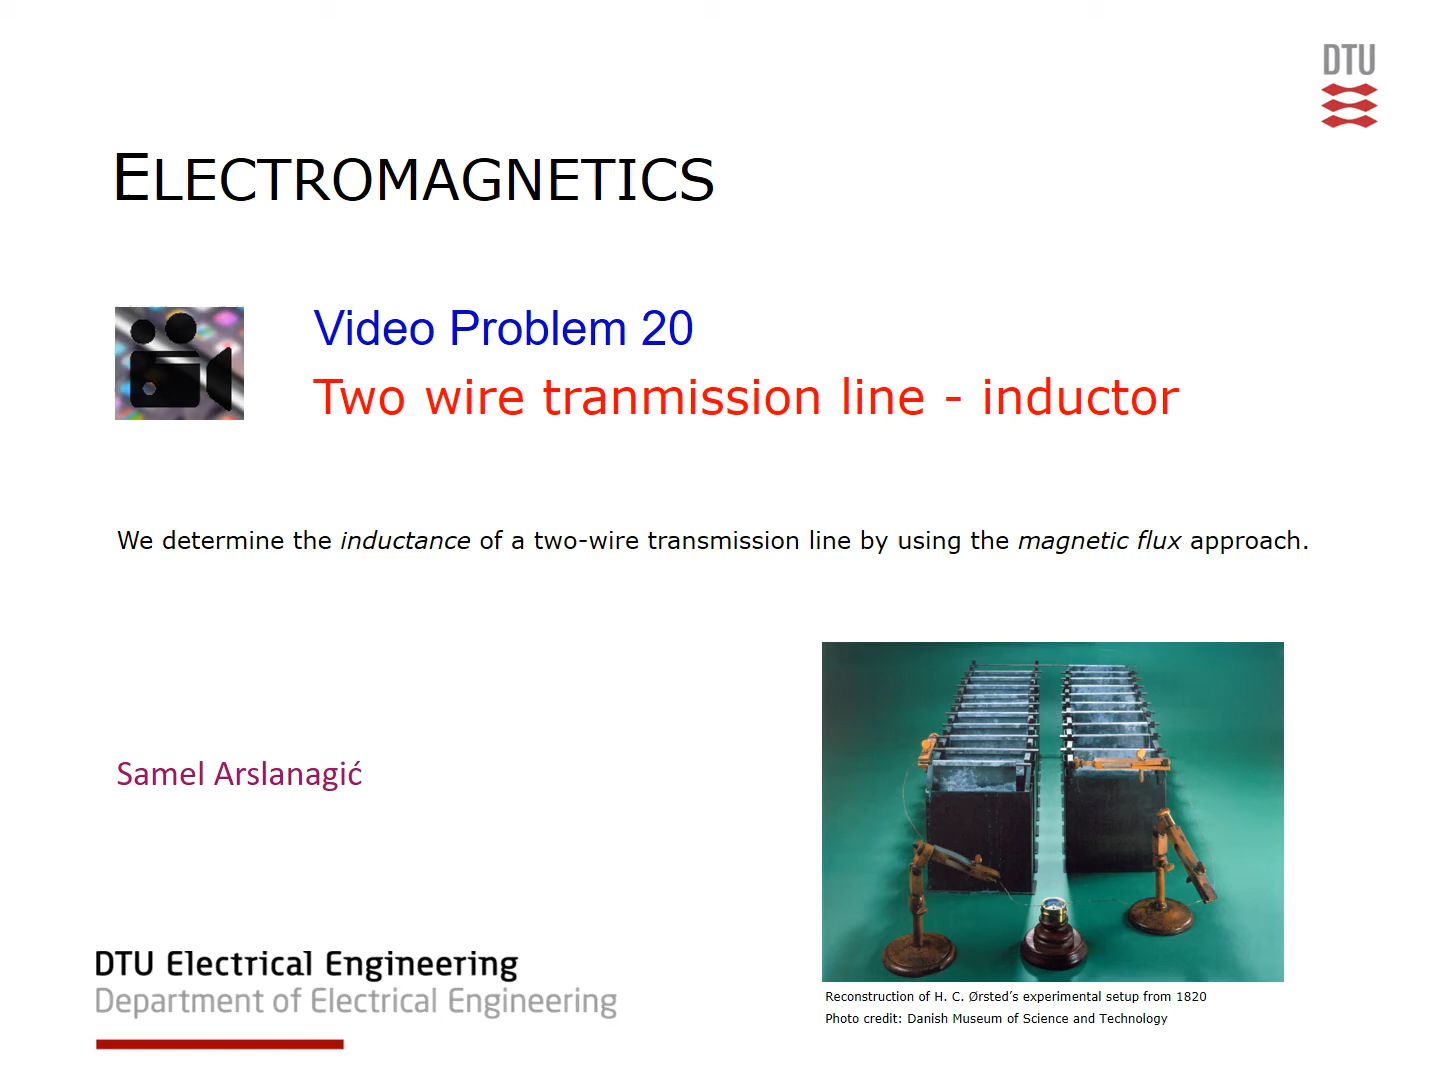 DTU
ELECTROMAGNETICS
Video Problem 20
Two wire tranmission line - inductor
We determine the inductance of a two-wire transmission line by using the magnetic flux approach.
Samel Arslanagić
DTU Electrical Engineering
Department of Electrical Engineering
Reconstruction of H. C. Ørsted’s experimental setup from 1820
Photo credit: Danish Museum of Science and Technology